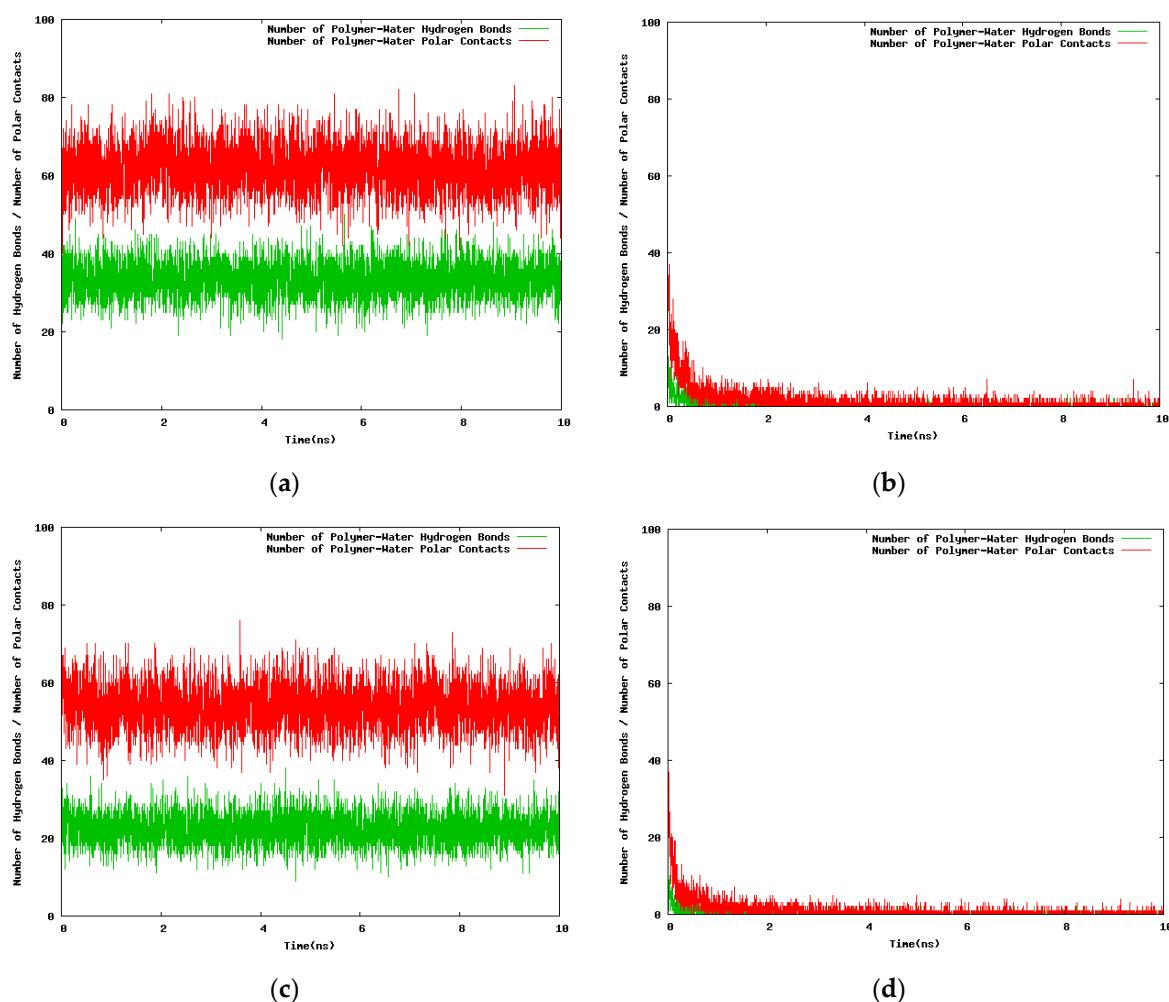 Number of Hydrogen Bonds / Number of Polar Contacts
100
80
60
40
20
0
Number of Polymer-Water Hydrogen Bonds
Number of Polymer-Water Polar Contacts
0 2 4 6 8 10
Time(ns)
(a)
Number of Hydrogen Bonds / Number of Polar Contacts
100
80
60
40
20
0
Number of Polymer-Water Hydrogen Bonds
Number of Polymer-Water Polar Contacts
0 2 4 6 8 10
Time(ns)
(b)
Number of Hydrogen Bonds / Number of Polar Contacts
100
80
60
40
20
0
Number of Polymer-Water Hydrogen Bonds
Number of Polymer-Water Polar Contacts
0 2 4 6 8 10
Time(ns)
(c)
Number of Hydrogen Bonds / Number of Polar Contacts
100
80
60
40
20
0
Number of Polymer-Water Hydrogen Bonds
Number of Polymer-Water Polar Contacts
0 2 4 6 8 10
Time(ns)
(d)